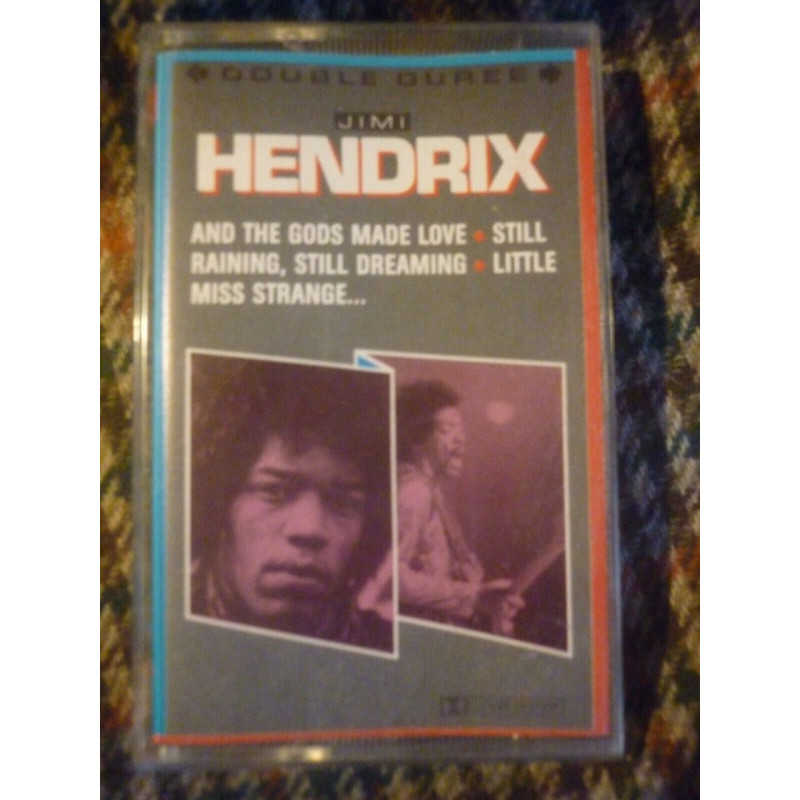 DOUBLE DUREE
JIMI
HENDRIX
AND THE GODS MADE LOVE • STILL
RAINING, STILL DREAMING • LITTLE
MISS STRANGE...